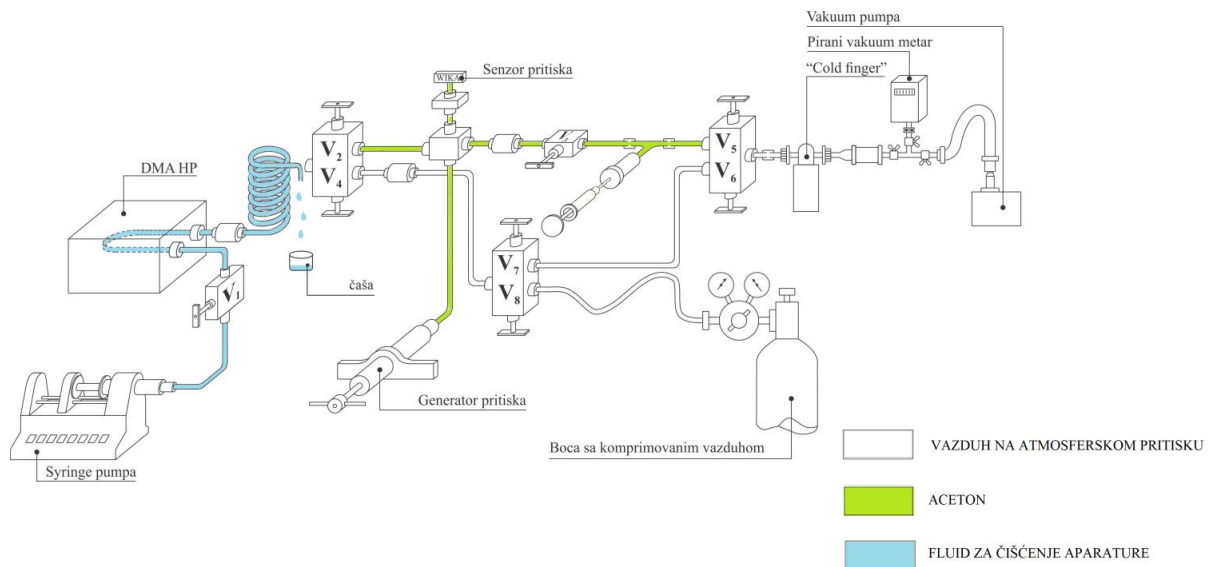 Vakuum pumpa
Pirani vakuum metar
“Cold finger”
Senzor pritiska
WIKA
DMA HP
V2
V4
V5
V6
V7
V8
V1
čaša
Generator pritiska
Syringe pumpa
Boca sa komprimovanim vazduhom
VAZDUH NA ATMOSFERSKOM PRITISKU
ACETON
FLUID ZA ČIŠĆENJE APARATURE